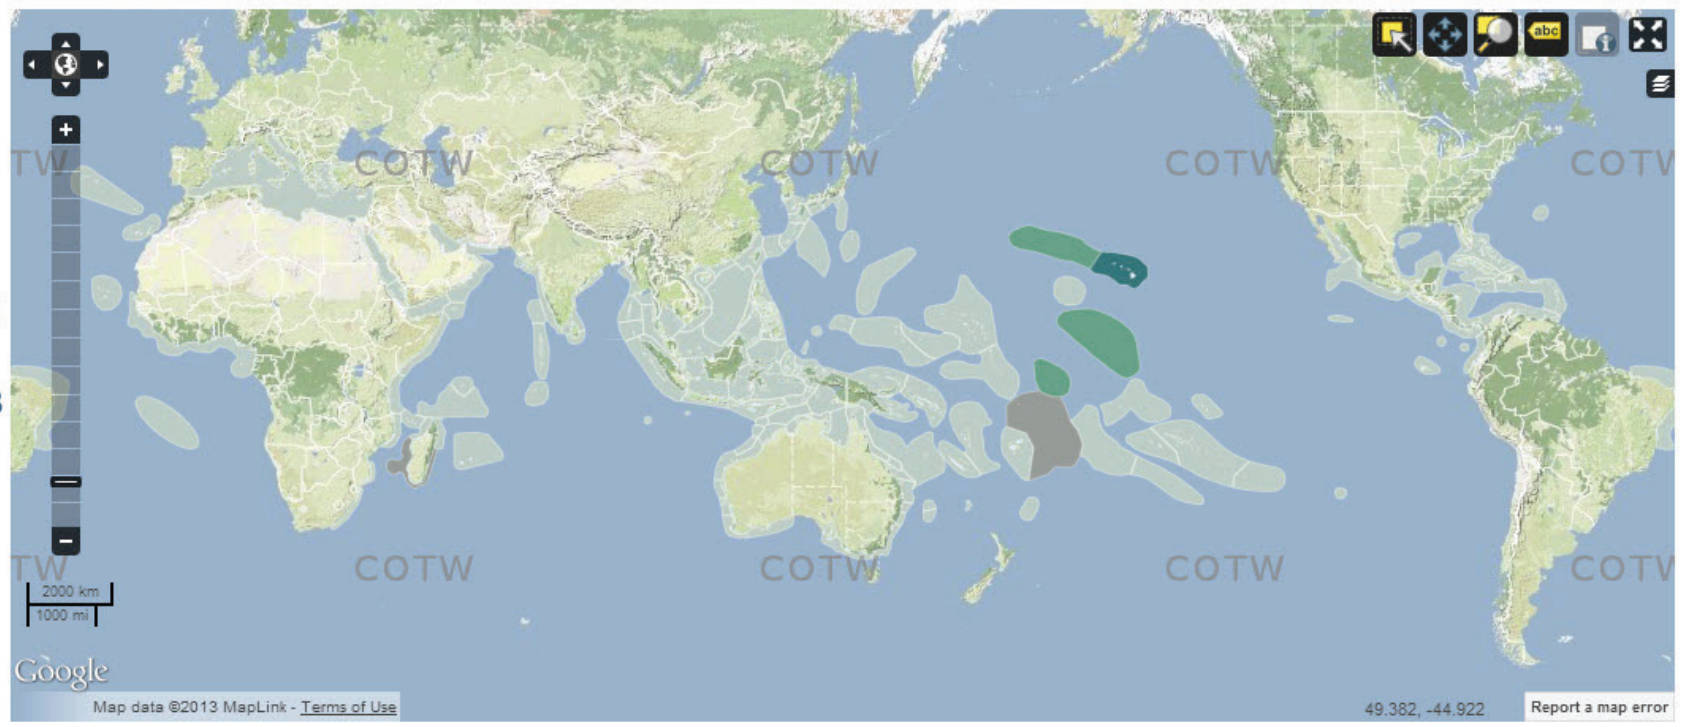 abc
TW COTW COTW COTW COTW
TW COTW COTW COTW COTW
2000 km
1000 mi
Google
Map data ©2013 MapLink - Terms of Use
49.382, -44.922
Report a map error